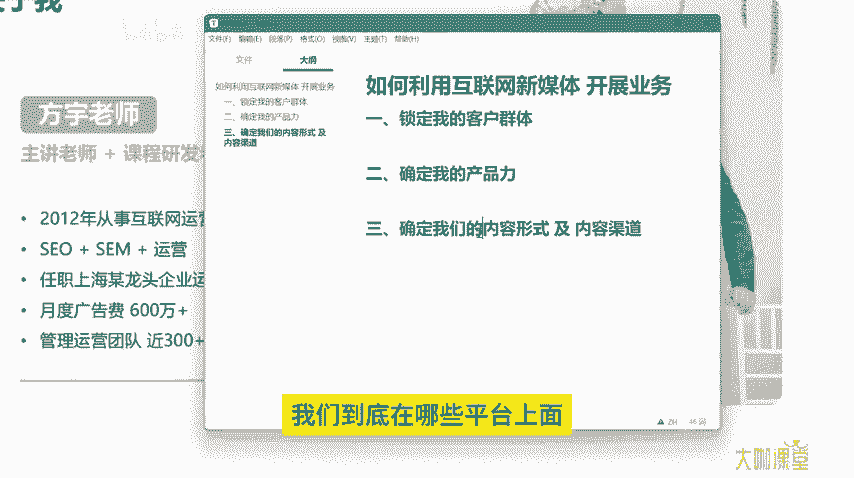 文件(F) 编辑(E) 段落(P) 格式(O) 视图(V) 主题(T) 帮助(H)
文件 大纲
如何利用互联网新媒体 开展业务
一、锁定我的客户群体
二、确定我的产品力
三、确定我们的内容形式 及
内容渠道
如何利用互联网新媒体 开展业务
一、锁定我的客户群体
二、确定我的产品力
三、确定我们的内容形式 及 内容渠道
方宇老师
主讲老师 + 课程研发
• 2012年从事互联网运营
• SEO + SEM + 运营
• 任职上海某龙头企业运
• 月度广告费 600万+
• 管理运营团队 近300+
我们到底在哪些平台上面
ZH 46 词
大咖课堂